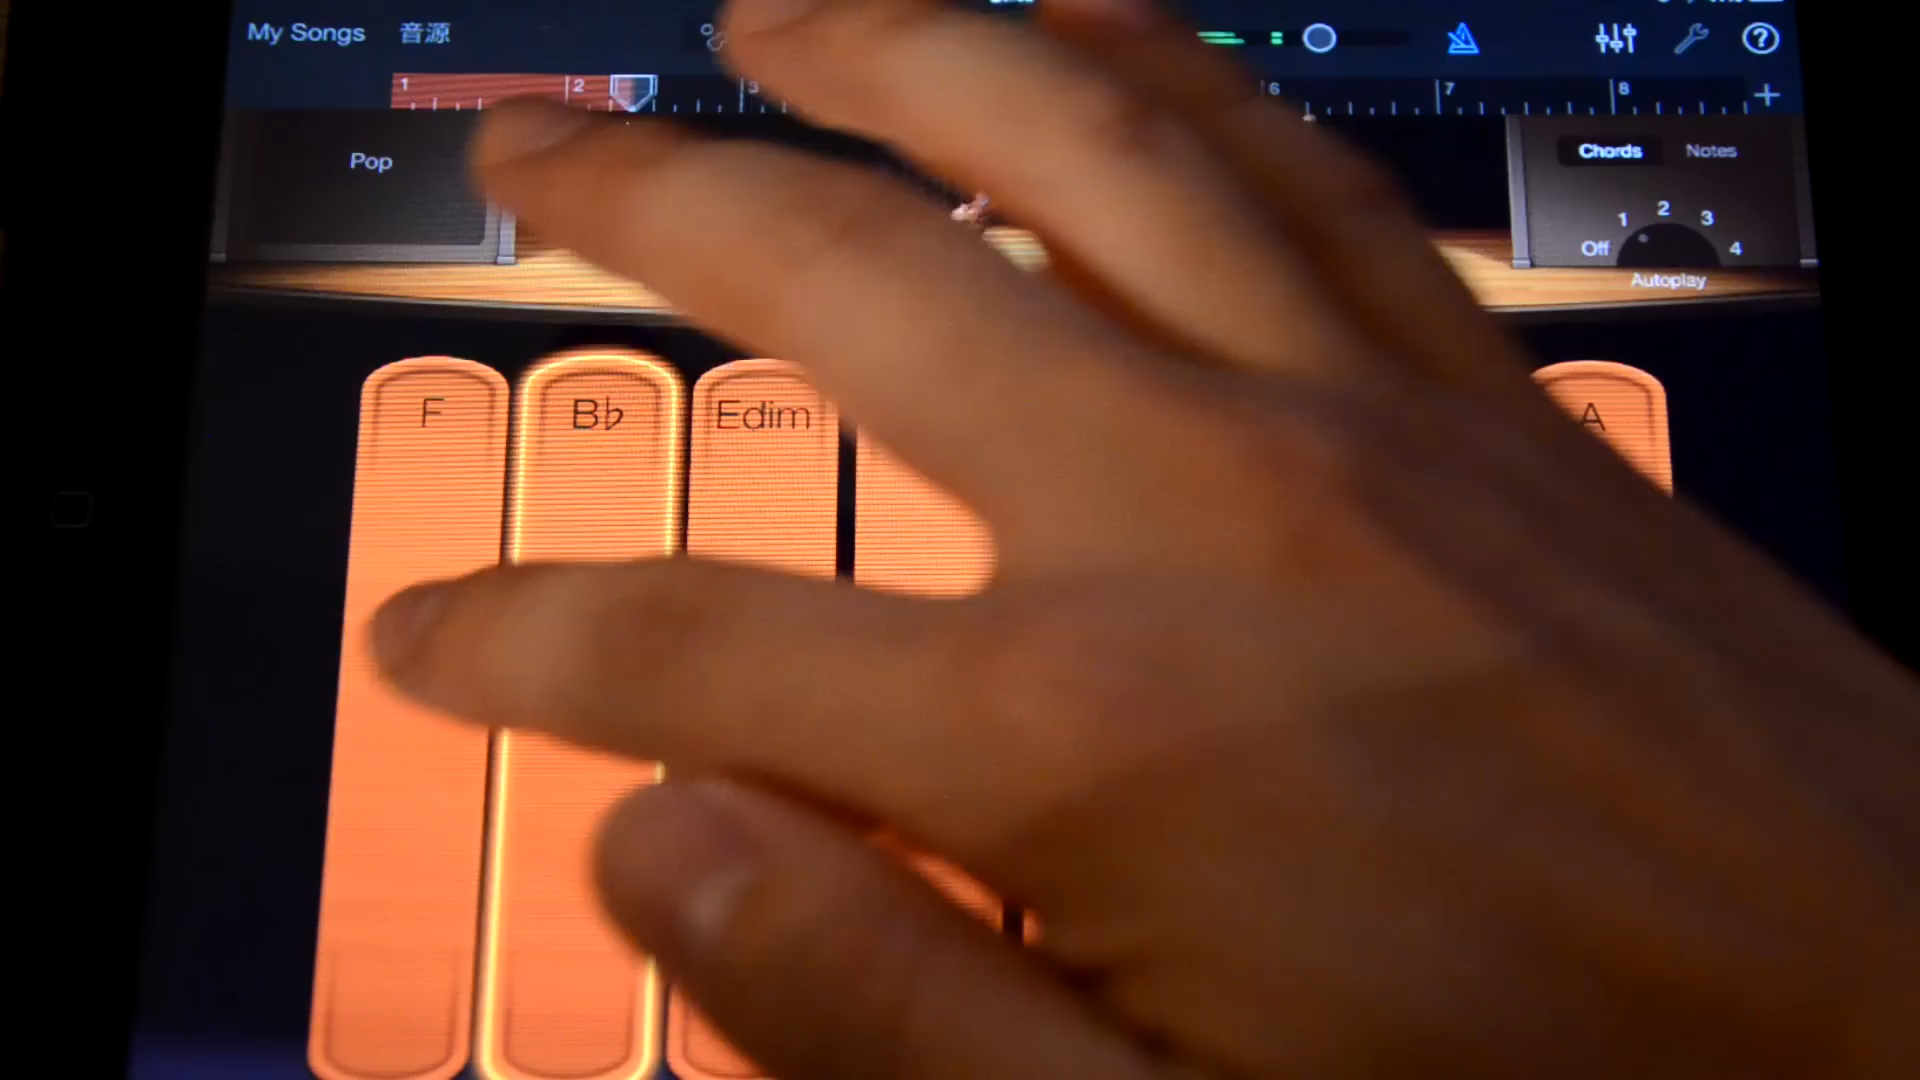 My Songs 音源
1 2 3 6 7 8
Pop
Chords Notes
Off 1 2 3 4
Autoplay
F B♭ Edim A